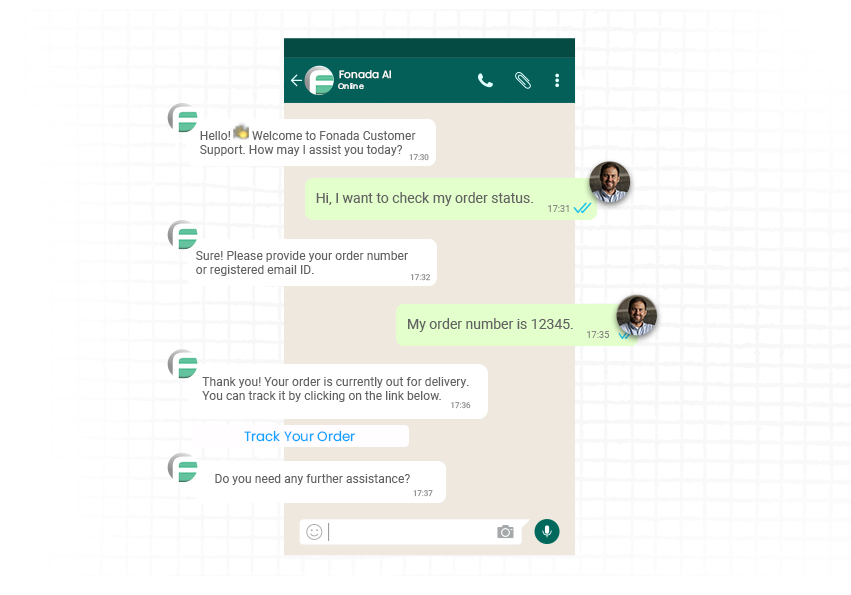 Fonada AI
Online
Hello! Welcome to Fonada Customer
Support. How may I assist you today?
17:30
Hi, I want to check my order status.
17:31
Sure! Please provide your order number
or registered email ID.
17:32
My order number is 12345.
17:35
Thank you! Your order is currently out for delivery.
You can track it by clicking on the link below.
17:36
Track Your Order
Do you need any further assistance?
17:37